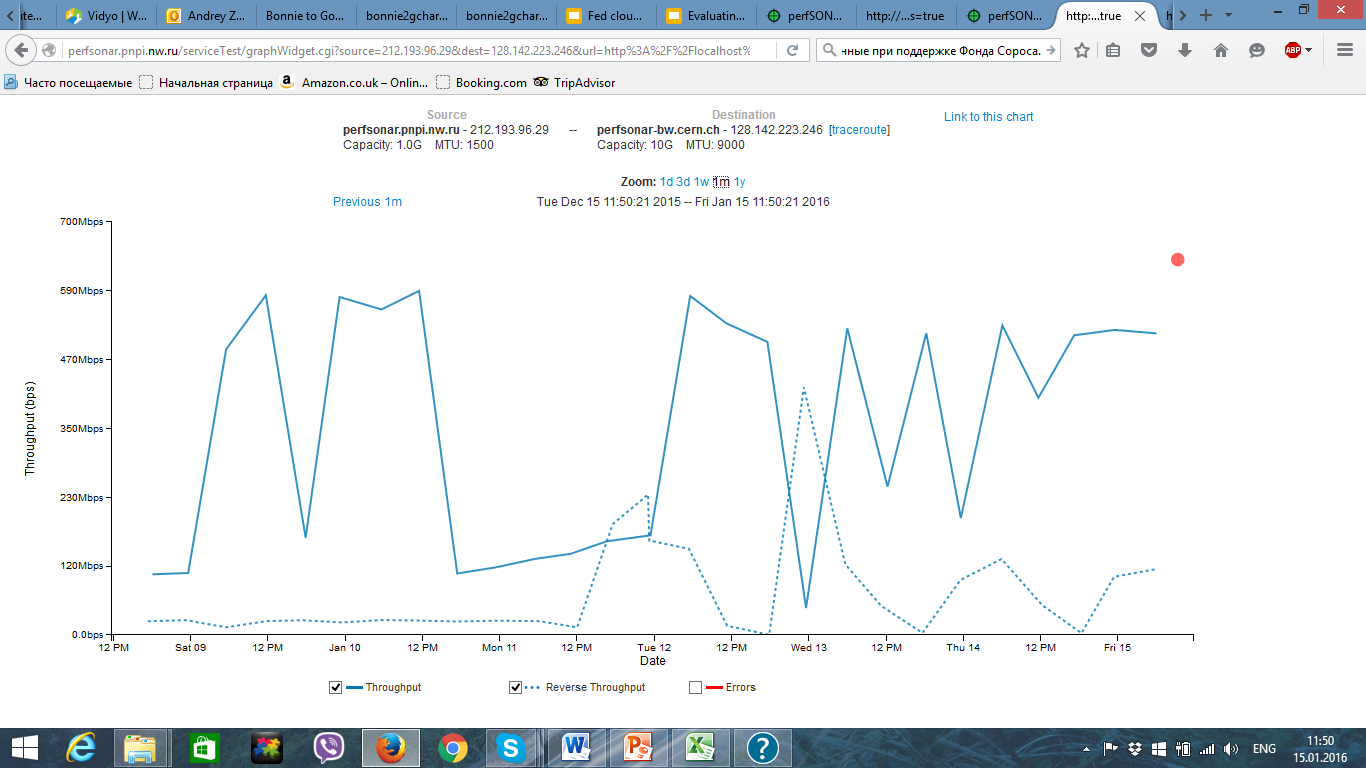 nte...
Vidyo | W...
Andrey Z...
Bonnie to Go...
bonnie2gchar...
bonnie2gchar...
Fed clou...
Evaluatin...
perfSON...
http://...s=true
perfSON...
http:...true
perfsonar.pnpi.nw.ru/serviceTest/graphWidget.cgi?source=212.193.96.29&dest=128.142.223.246&url=http%3A%2F%2Flocalhost%
нные при поддержке Фонда Сороса.
ABP
Часто посещаемые
Начальная страница
Amazon.co.uk – Onlin...
Booking.com
TripAdvisor
Source
Destination
Link to this chart
perfsonar.pnpi.nw.ru - 212.193.96.29 -- perfsonar-bw.cern.ch - 128.142.223.246 [traceroute]
Capacity: 1.0G MTU: 1500
Capacity: 10G MTU: 9000
Zoom: 1d 3d 1w 1m 1y
Previous 1m
Tue Dec 15 11:50:21 2015 -- Fri Jan 15 11:50:21 2016
700Mbps
590Mbps
470Mbps
350Mbps
230Mbps
120Mbps
0.0bps
Throughput (bps)
12 PM
Sat 09
12 PM
Jan 10
12 PM
Mon 11
12 PM
Tue 12
12 PM
Wed 13
12 PM
Thu 14
12 PM
Fri 15
Date
Throughput
Reverse Throughput
Errors
ENG
11:50
15.01.2016